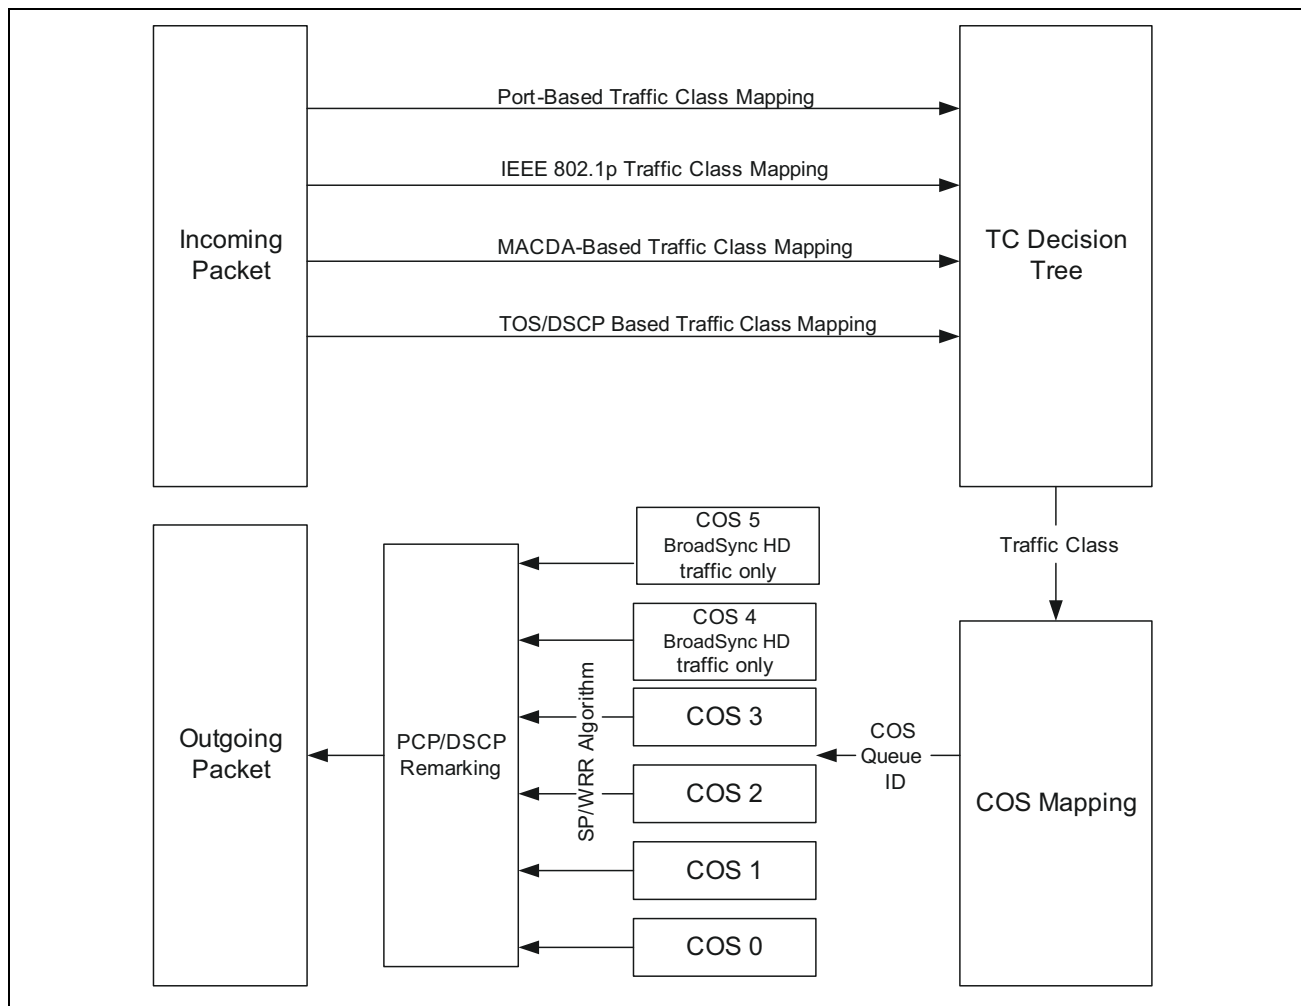 Port-Based Traffic Class Mapping
IEEE 802.1p Traffic Class Mapping
Incoming
Packet
MACDA-Based Traffic Class Mapping
TOS/DSCP Based Traffic Class Mapping
TC Decision
Tree
Traffic Class
COS 5
BroadSync HD
traffic only
COS 4
BroadSync HD
traffic only
COS 3
COS 2
COS 1
COS 0
COS
Queue
ID
COS Mapping
SP/WRR Algorithm
PCP/DSCP
Remarking
Outgoing
Packet